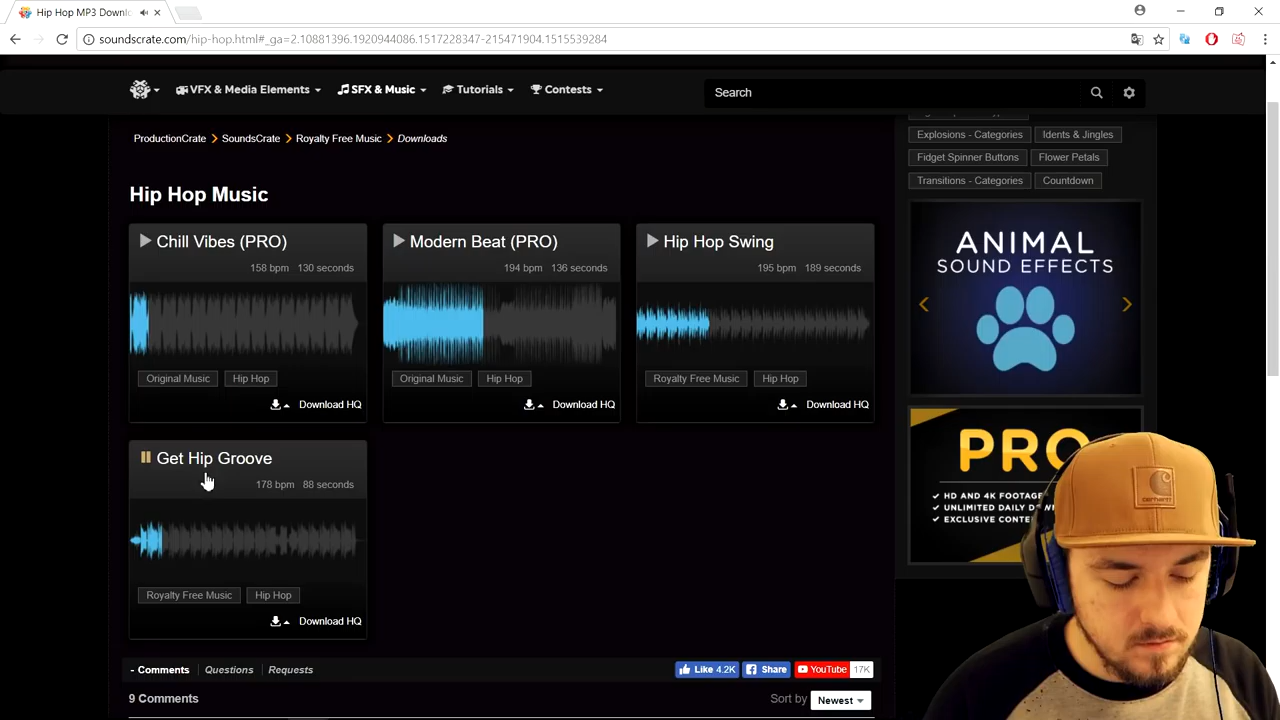 Hip Hop MP3 Downl
soundscrate.com/hip-hop.html#_ga=2.10881396.1920944086.1517228347-215471904.1515539284
VFX & Media Elements
SFX & Music
Tutorials
Contests
Search
ProductionCrate
SoundsCrate
Royalty Free Music
Downloads
Explosions - Categories
Idents & Jingles
Fidget Spinner Buttons
Flower Petals
Transitions - Categories
Countdown
Hip Hop Music
Chill Vibes (PRO)
158 bpm 130 seconds
Original Music
Hip Hop
Download HQ
Modern Beat (PRO)
194 bpm 136 seconds
Original Music
Hip Hop
Download HQ
Hip Hop Swing
195 bpm 189 seconds
Royalty Free Music
Hip Hop
Download HQ
Get Hip Groove
178 bpm 88 seconds
Royalty Free Music
Hip Hop
Download HQ
ANIMAL
SOUND EFFECTS
PRO
✓ HD AND 4K FOOTAGE
✓ UNLIMITED DAILY
✓ EXCLUSIVE
carhartt
- Comments
Questions
Requests
Like 4.2K
Share
YouTube
17K
9 Comments
Sort by
Newest